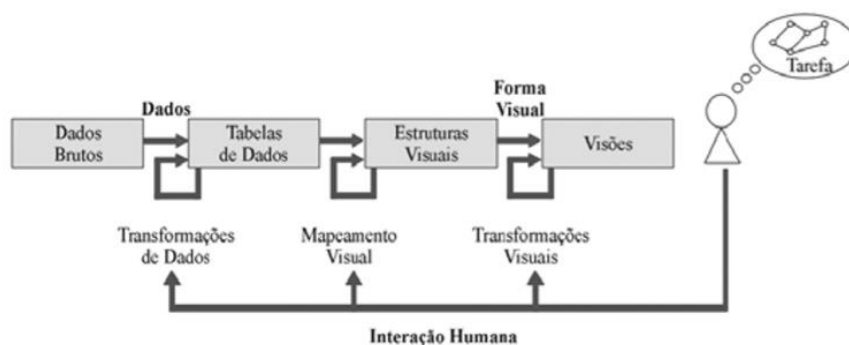 Tarefa
Dados
Forma
Visual
Dados
Brutos
Tabelas
de Dados
Estruturas
Visuais
Visões
Transformações
de Dados
Mapeamento
Visual
Transformações
Visuais
Interação Humana